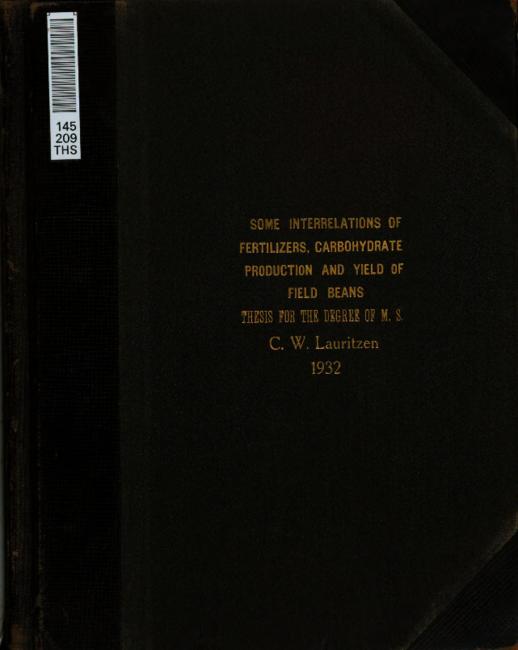 145
209
THS
SOME INTERRELATIONS OF
FERTILIZERS, CARBOHYDRATE
PRODUCTION AND YIELD OF
FIELD BEANS
THESIS FOR THE DEGREE OF M. S.
C. W. Lauritzen
1932